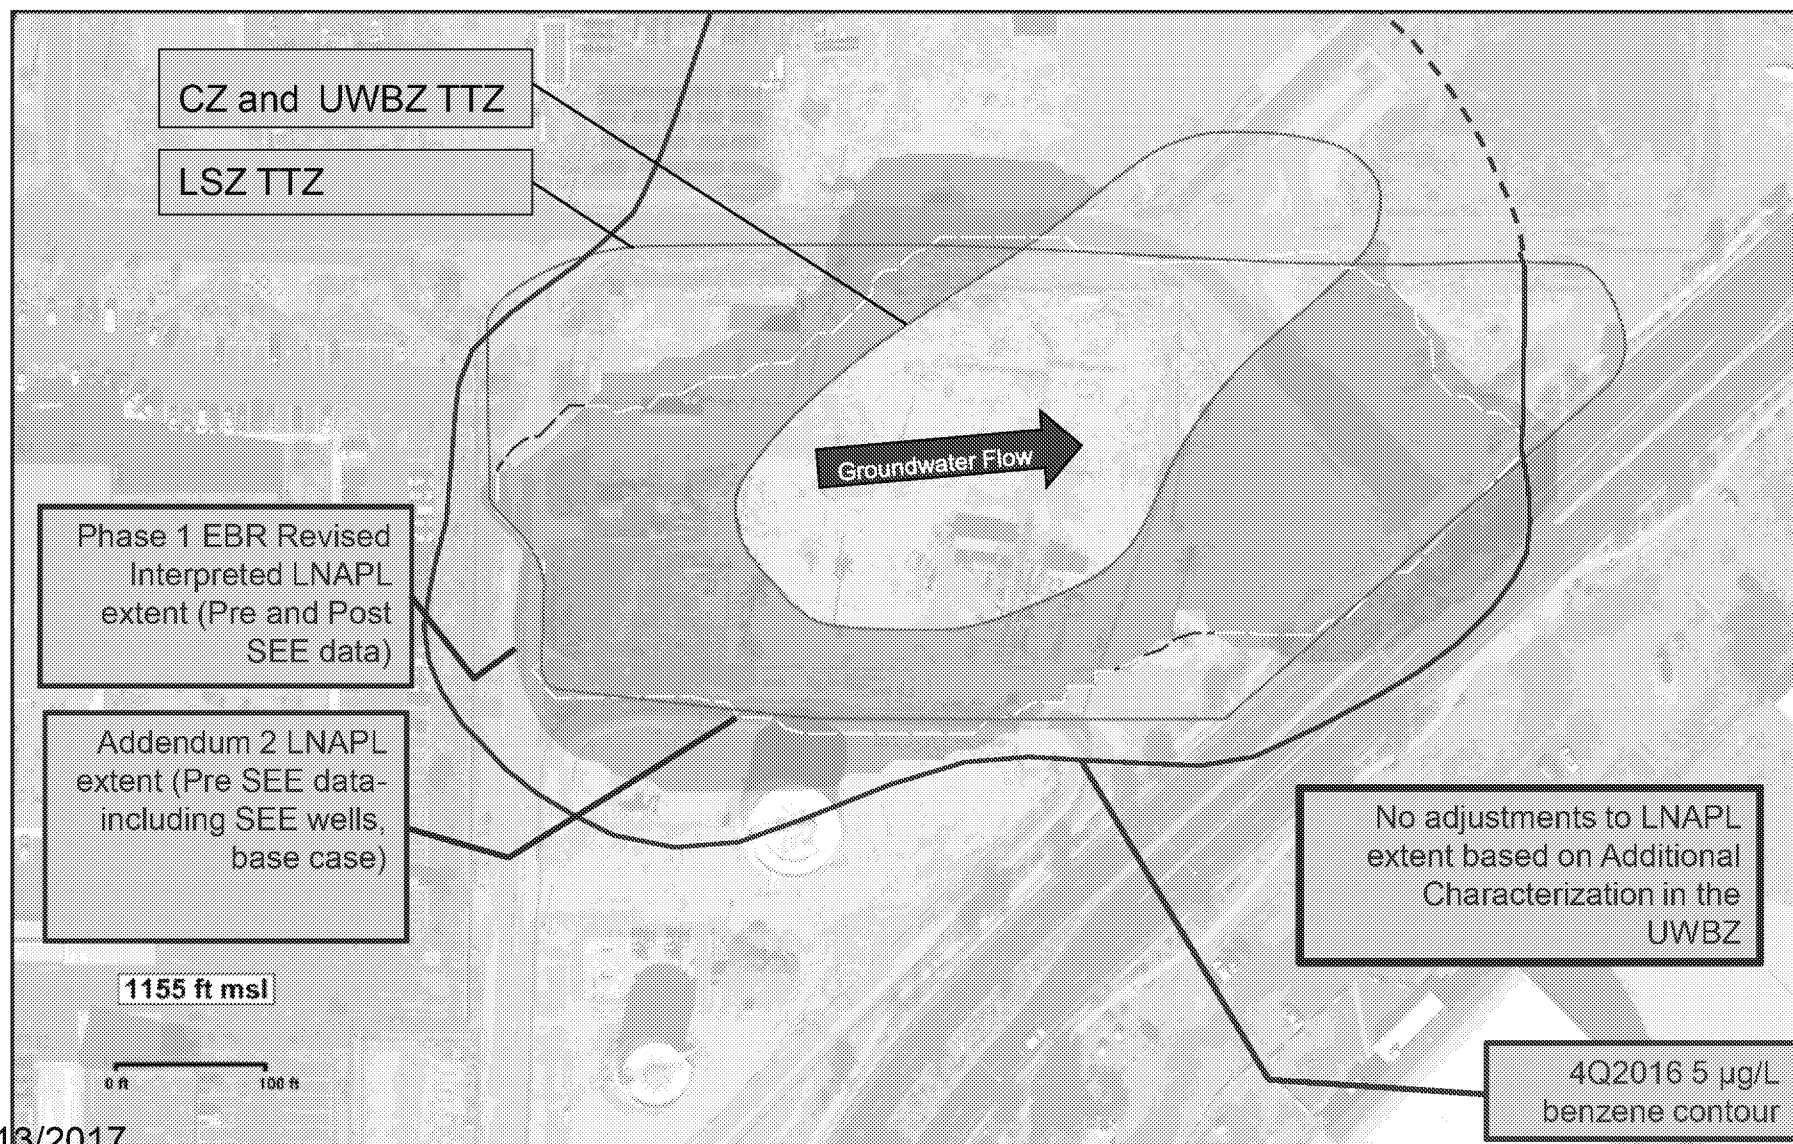 CZ and UWBZ TTZ
LSZ TTZ
Groundwater Flow
Phase 1 EBR Revised
Interpreted LNAPL
extent (Pre and Post
SEE data)
Addendum 2 LNAPL
extent (Pre SEE data-
including SEE wells,
base case)
No adjustments to LNAPL
extent based on Additional
Characterization in the
UWBZ
1155 ft msl
0 ft 100 ft
4Q2016 5 µg/L
benzene contour
13/2017